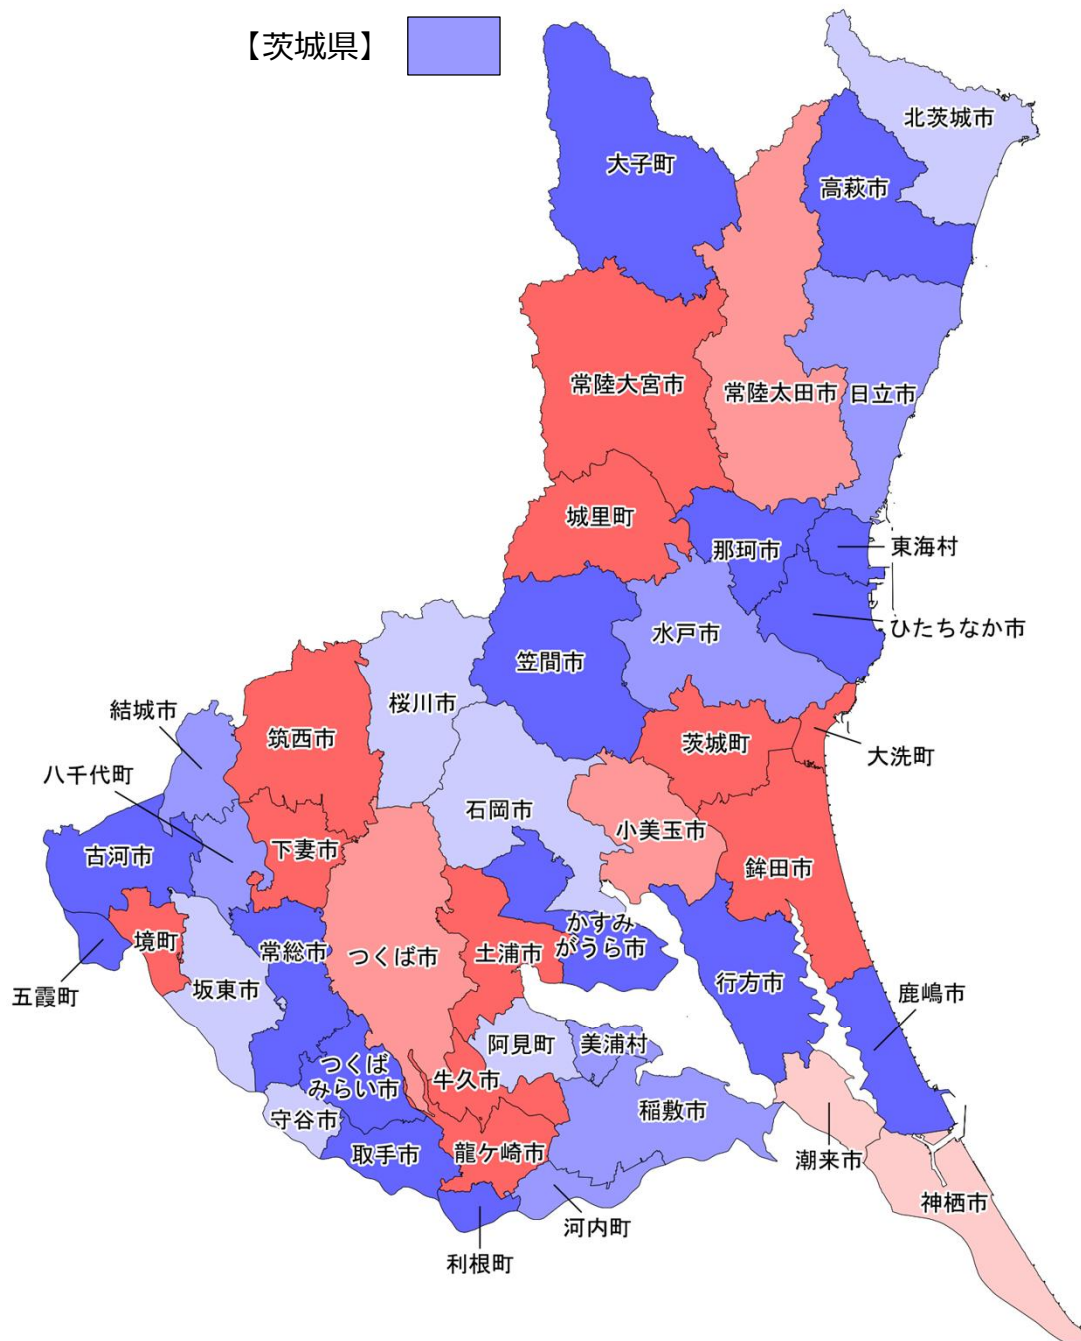 【茨城県】
北茨城市
大子町
高萩市
常陸大宮市
常陸太田市
日立市
城里町
那珂市
東海村
ひたちなか市
水戸市
笠間市
桜川市
結城市
筑西市
茨城町
大洗町
八千代町
石岡市
小美玉市
古河市
下妻市
鉾田市
かすみ
がうら市
境町
常総市
つくば市
土浦市
五霞町
坂東市
行方市
鹿嶋市
阿見町
美浦村
つくば
みらい市
牛久市
稲敷市
守谷市
取手市
龍ケ崎市
潮来市
神栖市
河内町
利根町